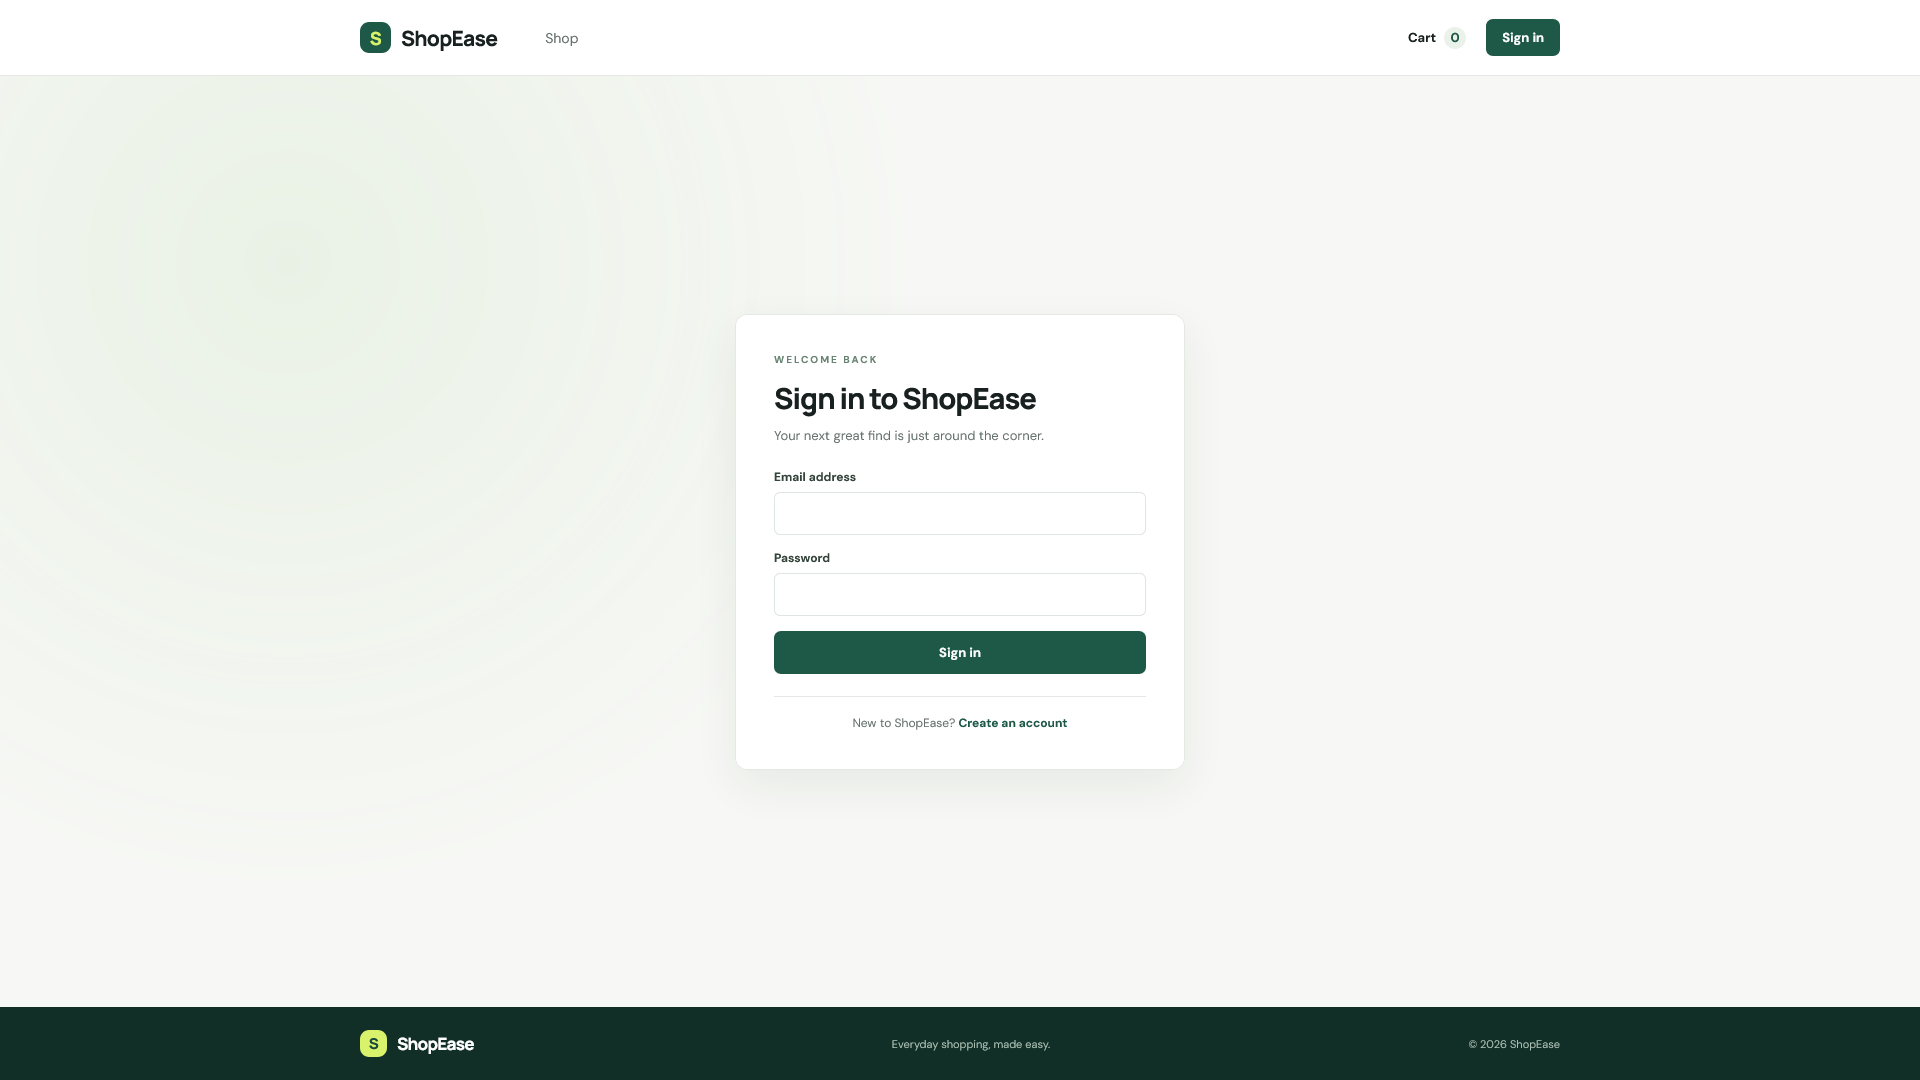 S ShopEase Shop Cart 0 Sign in
WELCOME BACK
Sign in to ShopEase
Your next great find is just around the corner.
Email address
Password
Sign in
New to ShopEase? Create an account
S ShopEase Everyday shopping, made easy. © 2026 ShopEase